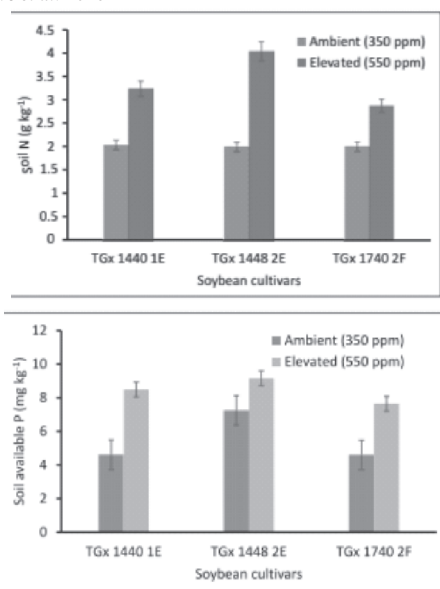 4.5
4
3.5
3
2.5
2
1.5
1
0.5
0
soil N (g kg-1)
Ambient (350 ppm)
Elevated (550 ppm)
TGx 1440 1E TGx 1448 2E TGx 1740 2F
Soybean cultivars
12
10
8
6
4
2
0
Soil available P (mg kg-1)
Ambient (350 ppm)
Elevated (550 ppm)
TGx 1440 1E TGx 1448 2E TGx 1740 2F
Soybean cultivars